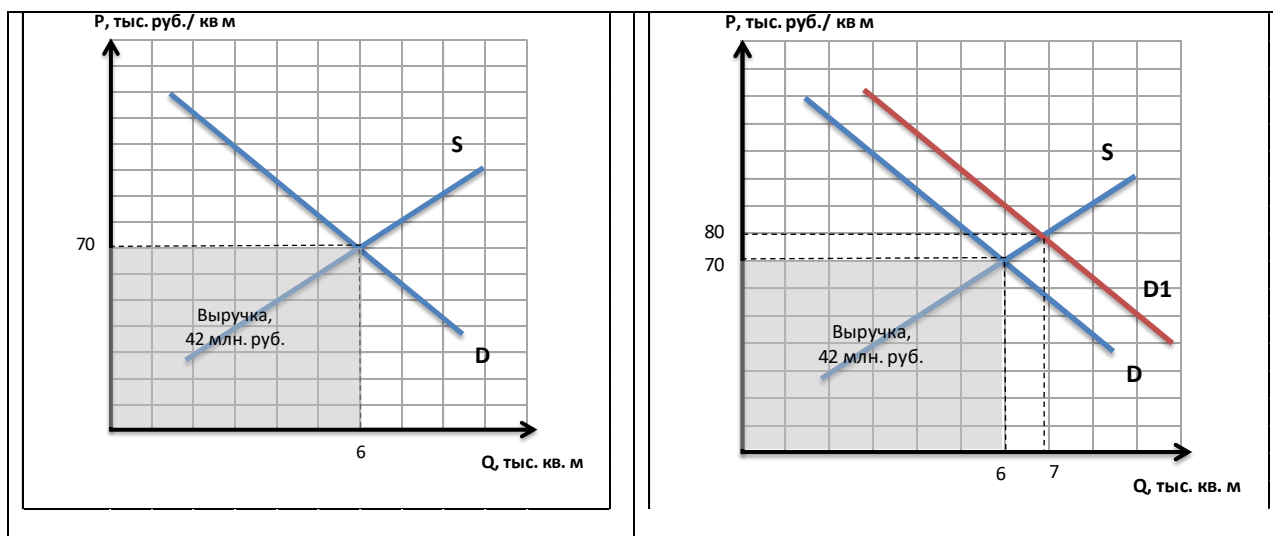 P, тыс. руб./ кв м
S
70
Выручка,
42 млн. руб.
D
6
Q, тыс. кв. м
P, тыс. руб./ кв м
S
80
70
D1
Выручка,
42 млн. руб.
D
6
7
Q, тыс. кв. м